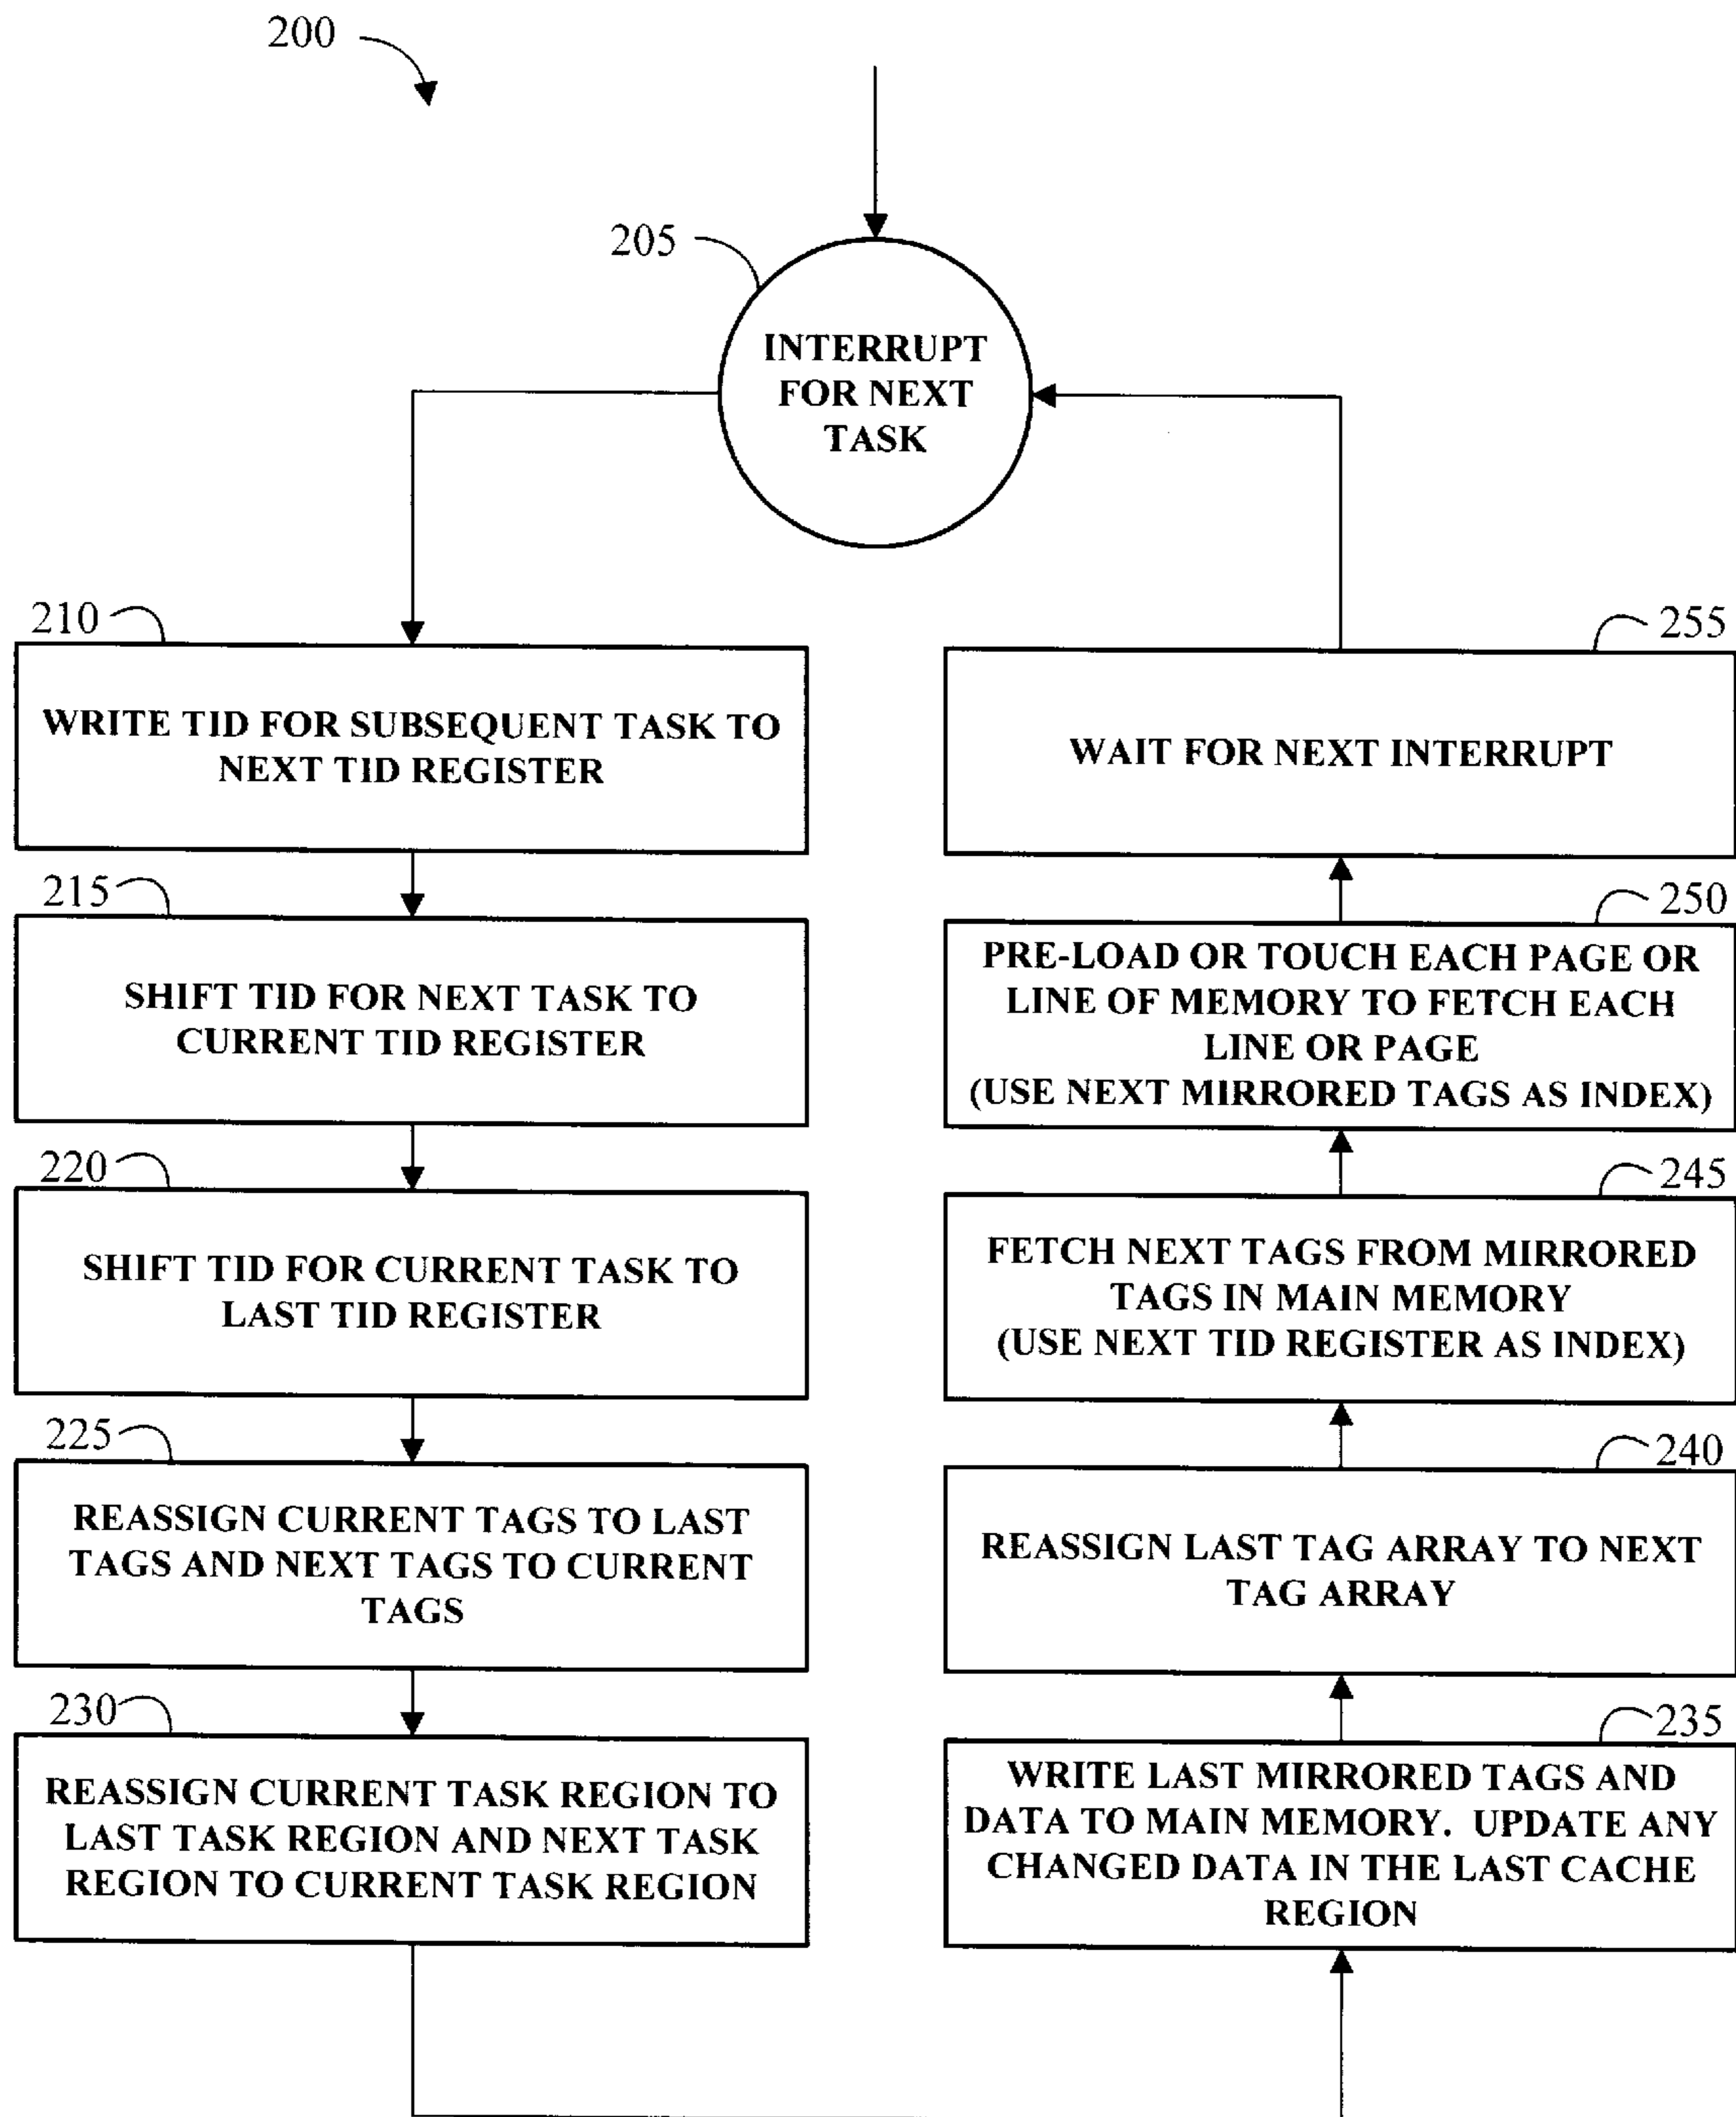 200
205
INTERRUPT
FOR NEXT
TASK
210
WRITE TID FOR SUBSEQUENT TASK TO
NEXT TID REGISTER
215
SHIFT TID FOR NEXT TASK TO
CURRENT TID REGISTER
220
SHIFT TID FOR CURRENT TASK TO
LAST TID REGISTER
225
REASSIGN CURRENT TAGS TO LAST
TAGS AND NEXT TAGS TO CURRENT
TAGS
230
REASSIGN CURRENT TASK REGION TO
LAST TASK REGION AND NEXT TASK
REGION TO CURRENT TASK REGION
255
WAIT FOR NEXT INTERRUPT
250
PRE-LOAD OR TOUCH EACH PAGE OR
LINE OF MEMORY TO FETCH EACH
LINE OR PAGE
(USE NEXT MIRRORED TAGS AS INDEX)
245
FETCH NEXT TAGS FROM MIRRORED
TAGS IN MAIN MEMORY
(USE NEXT TID REGISTER AS INDEX)
240
REASSIGN LAST TAG ARRAY TO NEXT
TAG ARRAY
235
WRITE LAST MIRRORED TAGS AND
DATA TO MAIN MEMORY. UPDATE ANY
CHANGED DATA IN THE LAST CACHE
REGION